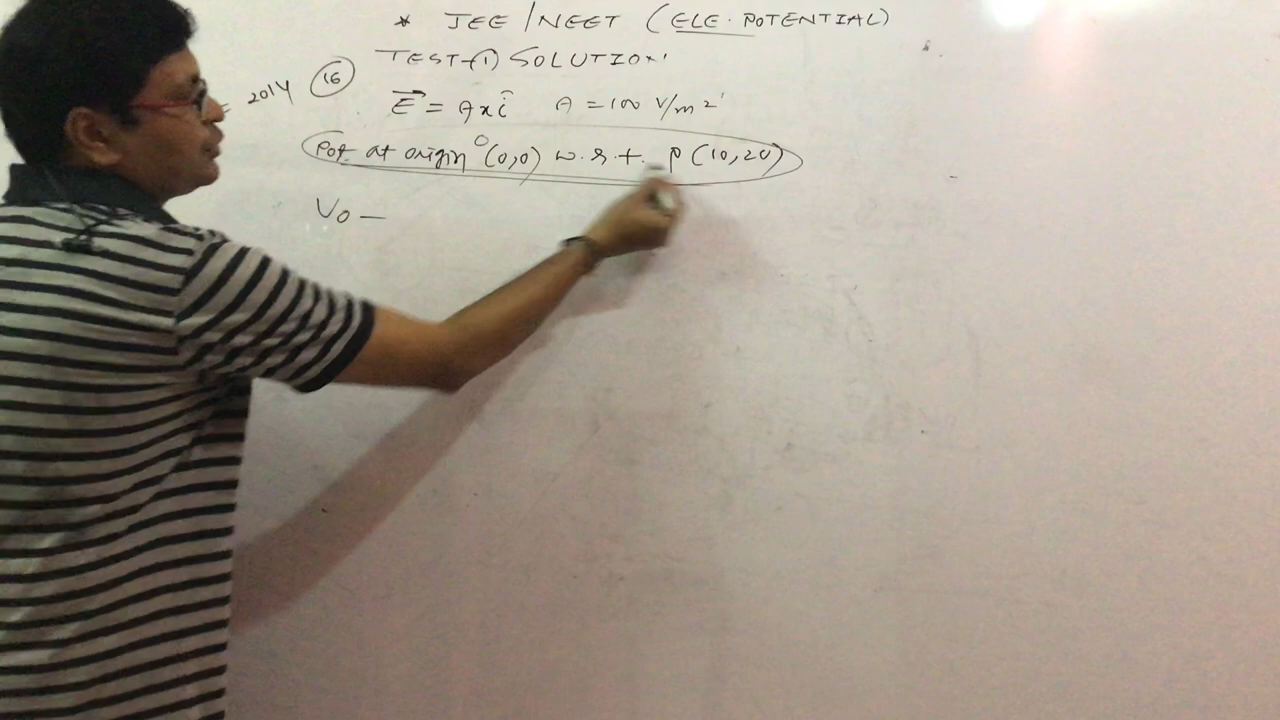 * JEE/NEET (ELE. POTENTIAL)
TEST-(1) SOLUTION.
= 2014 (16)
E⃗ = Axî A = 100 V/m²
Pot. at origin O(0,0) w.r.t. P(10,20)
V₀ –